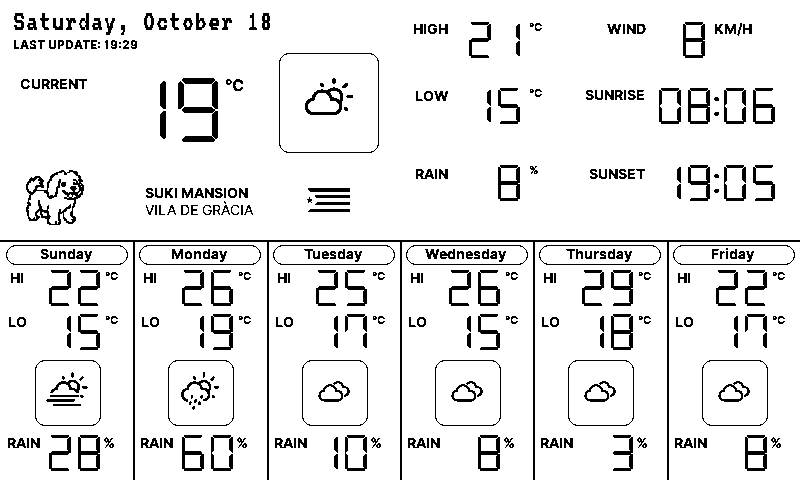 Saturday, October 18
LAST UPDATE: 19:29
CURRENT 19 °C
HIGH 21 °C
WIND 8 KM/H
LOW 15 °C
SUNRISE 08:06
RAIN 8 %
SUNSET 19:05
SUKI MANSION
VILA DE GRÀCIA
Sunday
HI 22 °C
LO 15 °C
RAIN 28 %
Monday
HI 26 °C
LO 19 °C
RAIN 60 %
Tuesday
HI 25 °C
LO 17 °C
RAIN 10 %
Wednesday
HI 26 °C
LO 15 °C
RAIN 8 %
Thursday
HI 29 °C
LO 18 °C
RAIN 3 %
Friday
HI 22 °C
LO 17 °C
RAIN 8 %